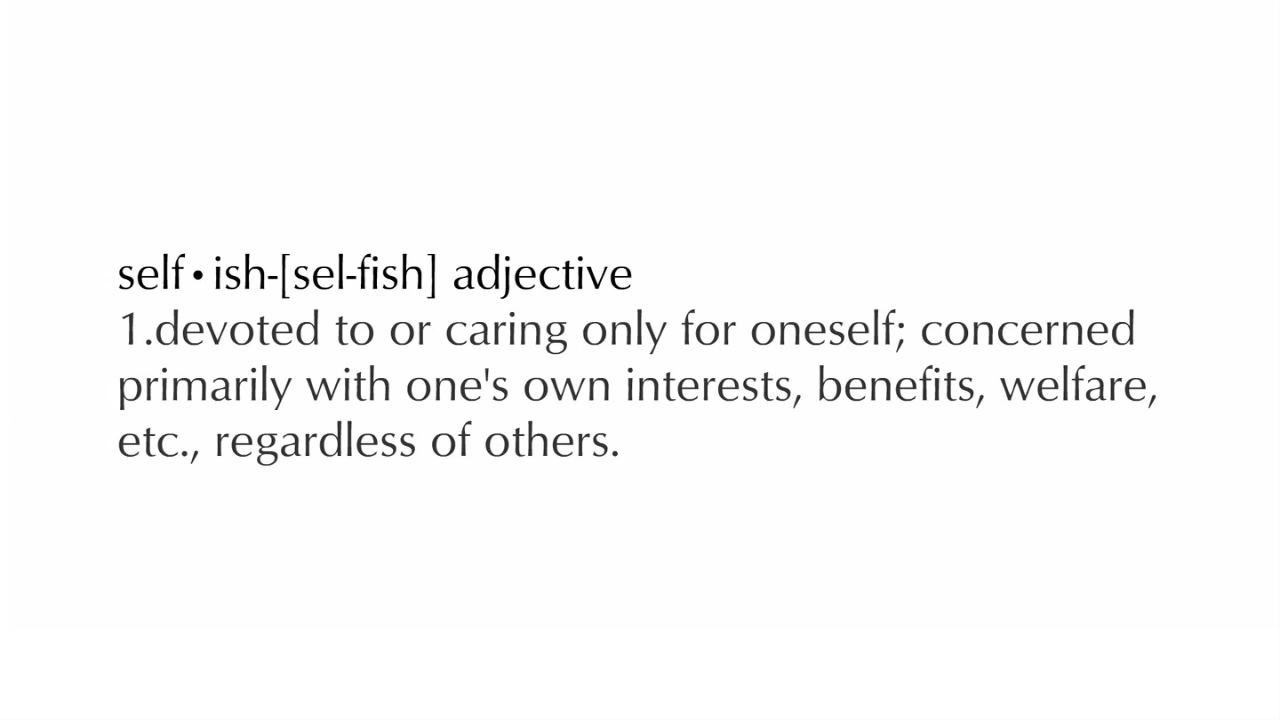 self•ish-[sel-fish] adjective
1.devoted to or caring only for oneself; concerned
primarily with one's own interests, benefits, welfare,
etc., regardless of others.